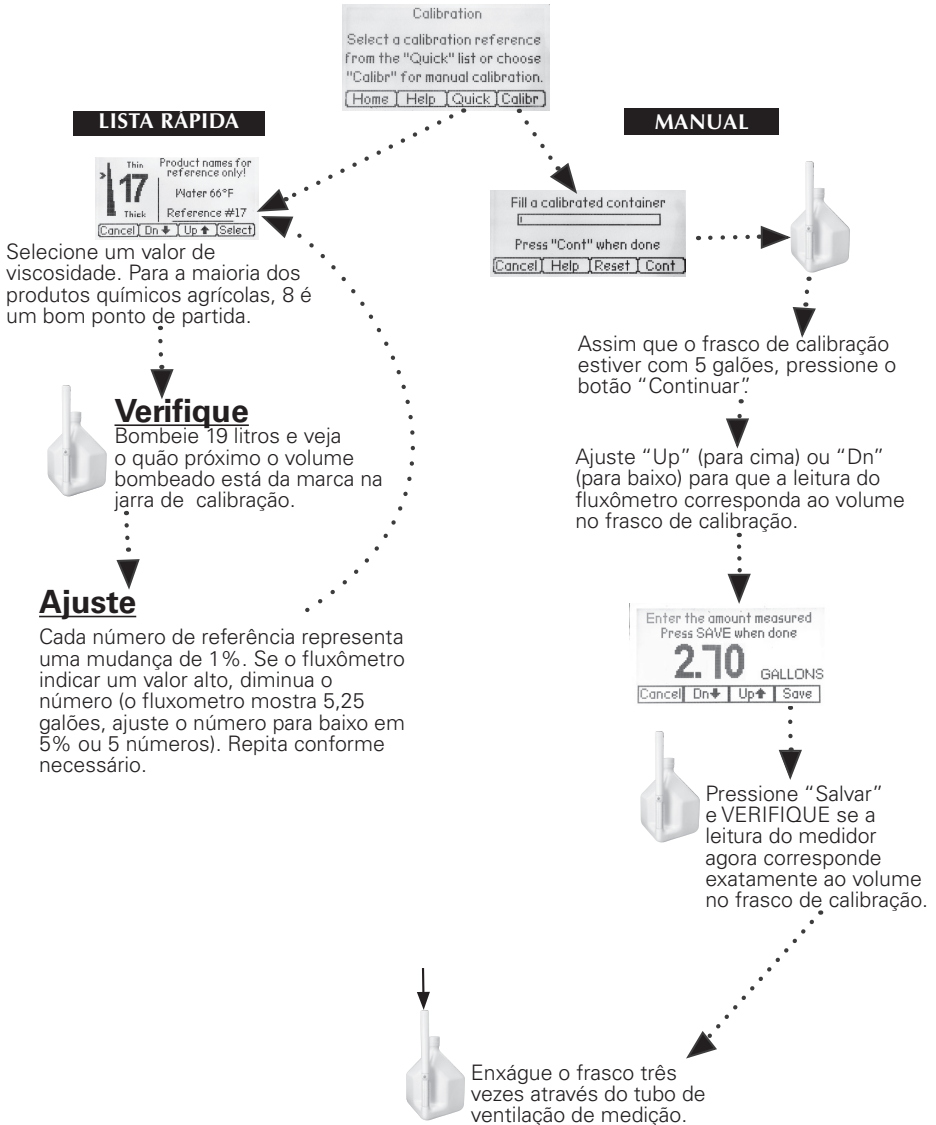 Calibration
Select a calibration reference
from the "Quick" list or choose
"Calibr" for manual calibration.
Home Help Quick Calibr
LISTA RÁPIDA
Thin
17
Thick
Product names for
reference only!
Water 66°F
Reference #17
Cancel Dn Up Select
Selecione um valor de
viscosidade. Para a maioria dos
produtos químicos agrícolas, 8 é
um bom ponto de partida.
Verifique
Bombeie 19 litros e veja
o quão próximo o volume
bombeado está da marca na
jarra de calibração.
Ajuste
Cada número de referência representa
uma mudança de 1%. Se o fluxômetro
indicar um valor alto, diminua o
número (o fluxometro mostra 5,25
galões, ajuste o número para baixo em
5% ou 5 números). Repita conforme
necessário.
MANUAL
Fill a calibrated container
Press "Cont" when done
Cancel Help Reset Cont
Assim que o frasco de calibração
estiver com 5 galões, pressione o
botão “Continuar”.
Ajuste “Up” (para cima) ou “Dn”
(para baixo) para que a leitura do
fluxômetro corresponda ao volume
no frasco de calibração.
Enter the amount measured
Press SAVE when done
2.70 GALLONS
Cancel Dn Up Save
Pressione “Salvar”
e VERIFIQUE se a
leitura do medidor
agora corresponde
exatamente ao volume
no frasco de calibração.
Enxágue o frasco três
vezes através do tubo de
ventilação de medição.